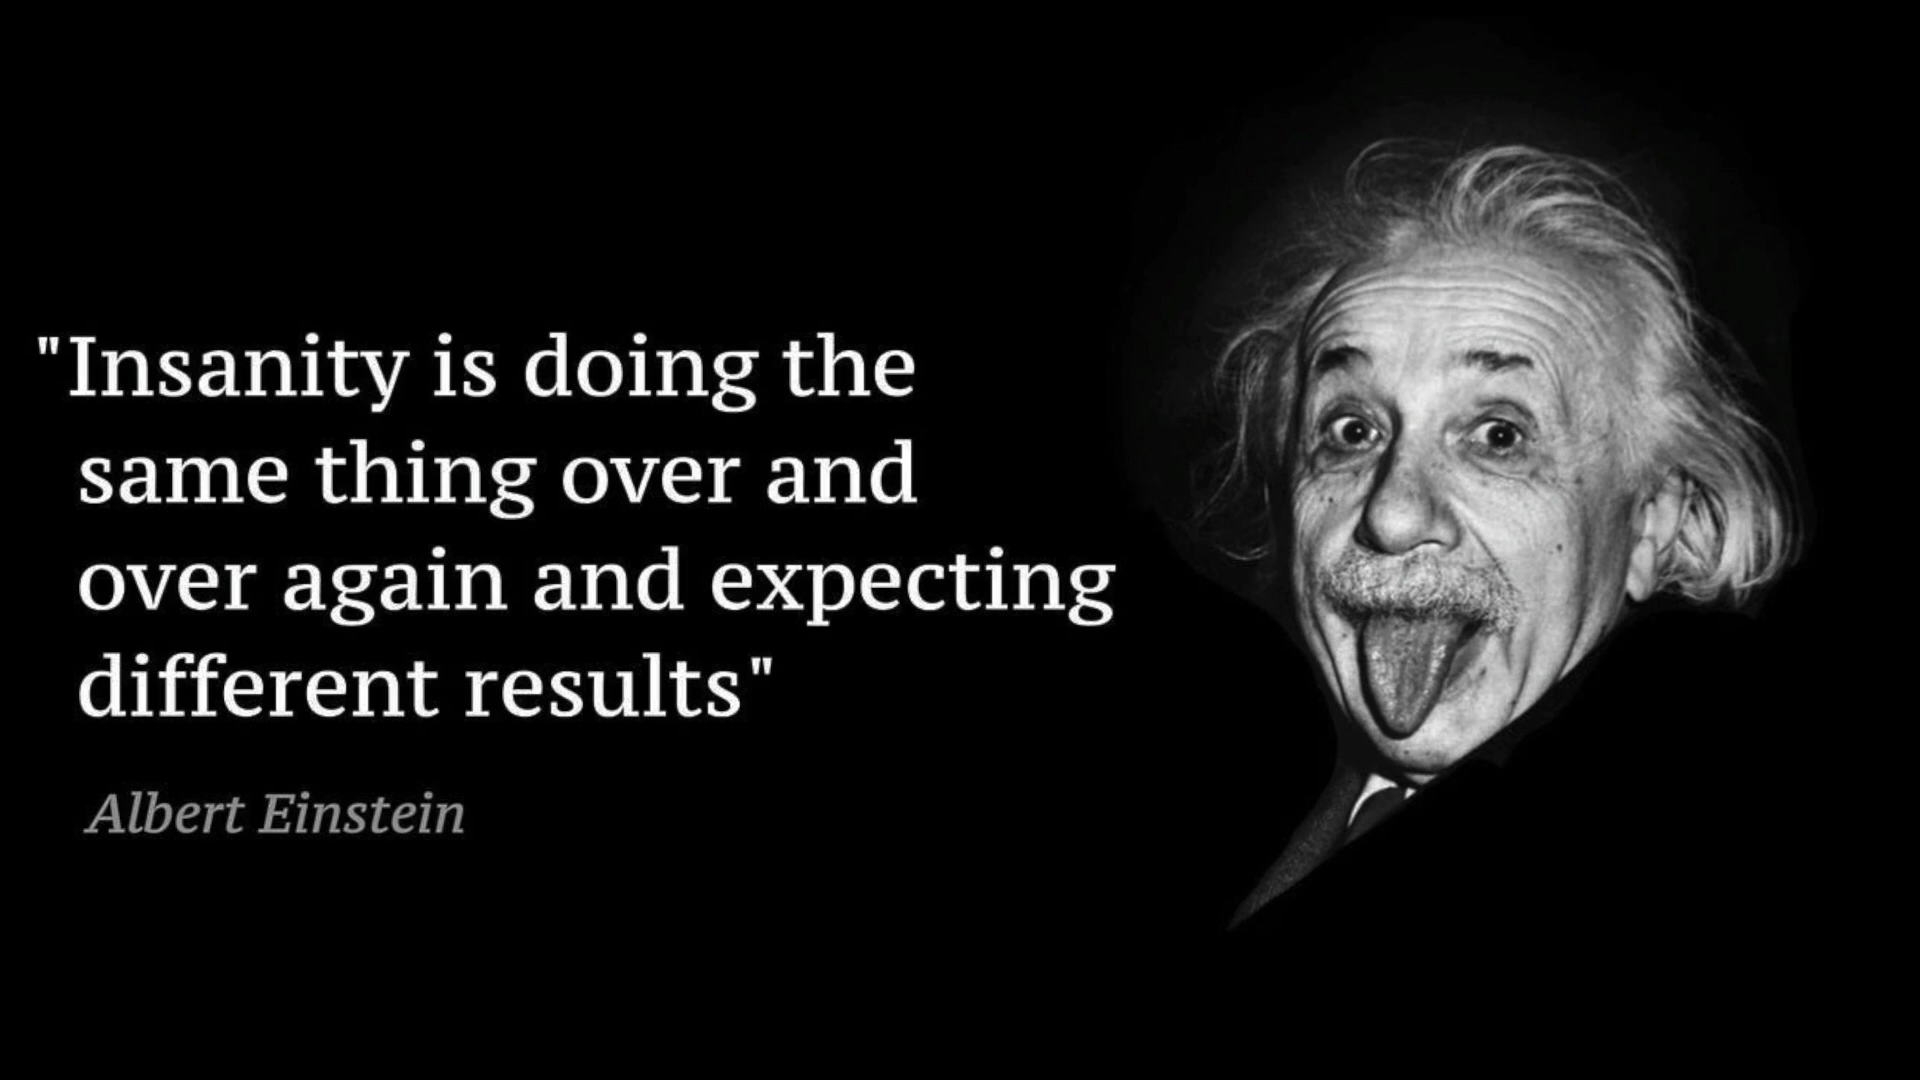 "Insanity is doing the
same thing over and
over again and expecting
different results"
Albert Einstein